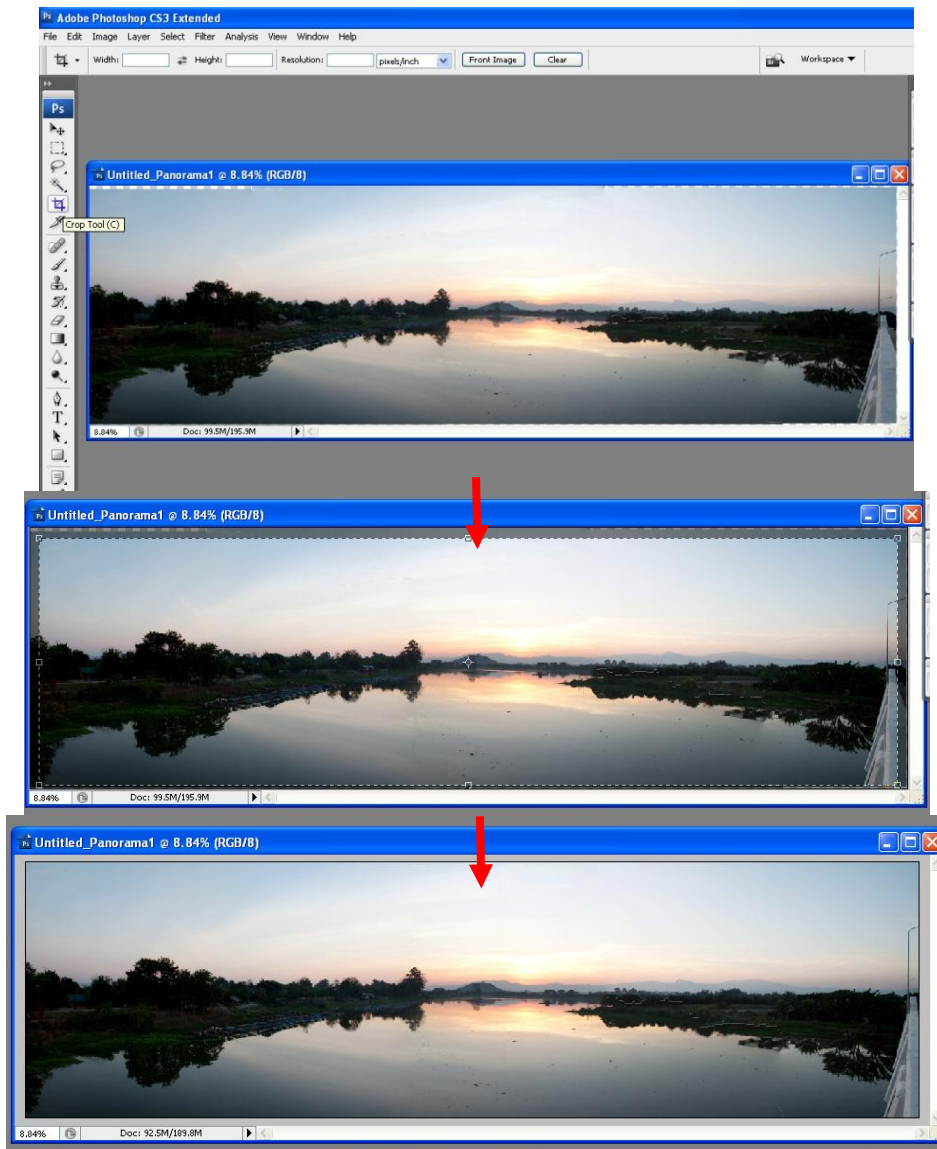 Adobe Photoshop CS3 Extended
File Edit Image Layer Select Filter Analysis View Window Help
Width: Height: Resolution: pixels/inch Front Image Clear Workspace ▼
Ps
Untitled_Panorama1 @ 8.84% (RGB/8)
Crop Tool (C)
T
8.84% Doc: 99.5M/195.9M
Untitled_Panorama1 @ 8.84% (RGB/8)
8.84% Doc: 99.5M/195.9M
Untitled_Panorama1 @ 8.84% (RGB/8)
8.84% Doc: 92.5M/189.8M